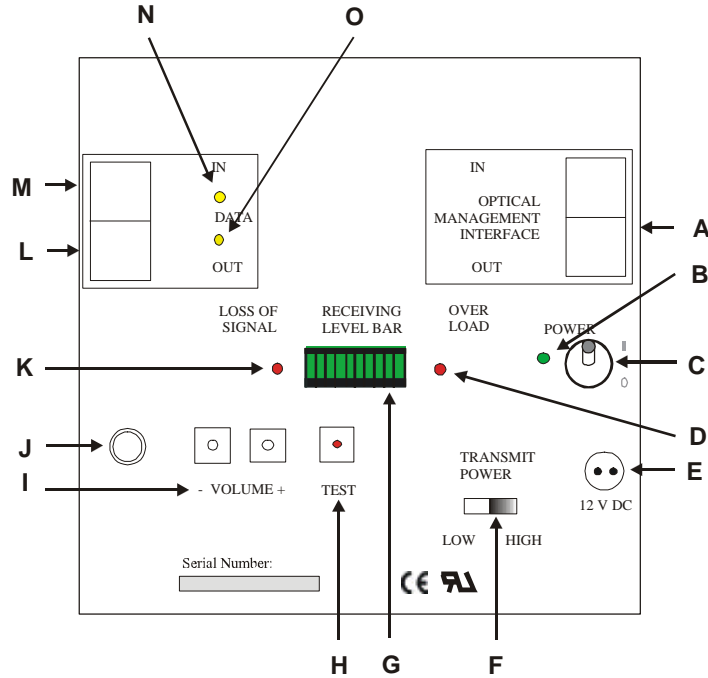 N O
IN
IN
M
OPTICAL
DATA
MANAGEMENT
INTERFACE
A
L
OUT
OUT
B
LOSS OF
SIGNAL
RECEIVING
LEVEL BAR
OVER
LOAD
POWER
I
K
C
O
D
J
TRANSMIT
POWER
E
I
- VOLUME +
TEST
12 V DC
LOW HIGH
Serial Number:
CE RU
H G F